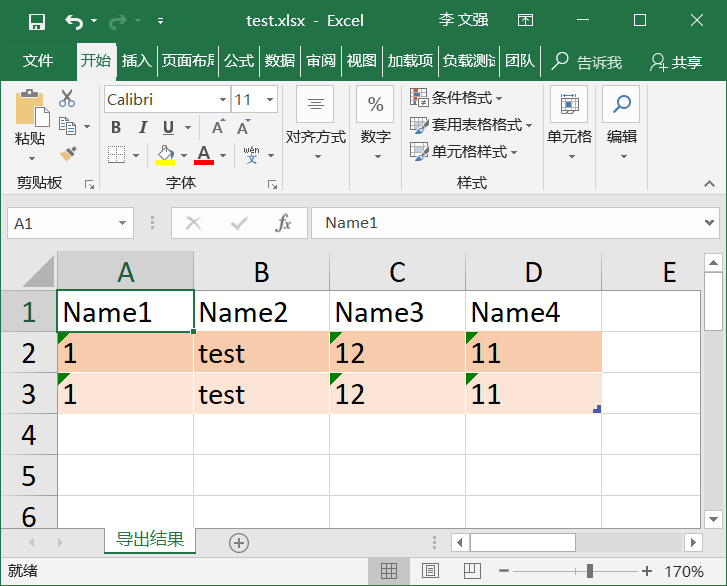 test.xlsx - Excel 李 文强
文件 开始 插入 页面布局 公式 数据 审阅 视图 加载项 负载测试 团队 告诉我 共享
粘贴 剪贴板
Calibri 11
B I U A A
A wén 文
字体
对齐方式
% 数字
条件格式
套用表格格式
单元格样式
样式
单元格 编辑
A1 fx Name1
A B C D E
1 Name1 Name2 Name3 Name4
2 1 test 12 11
3 1 test 12 11
4
5
6
导出结果
就绪 170%